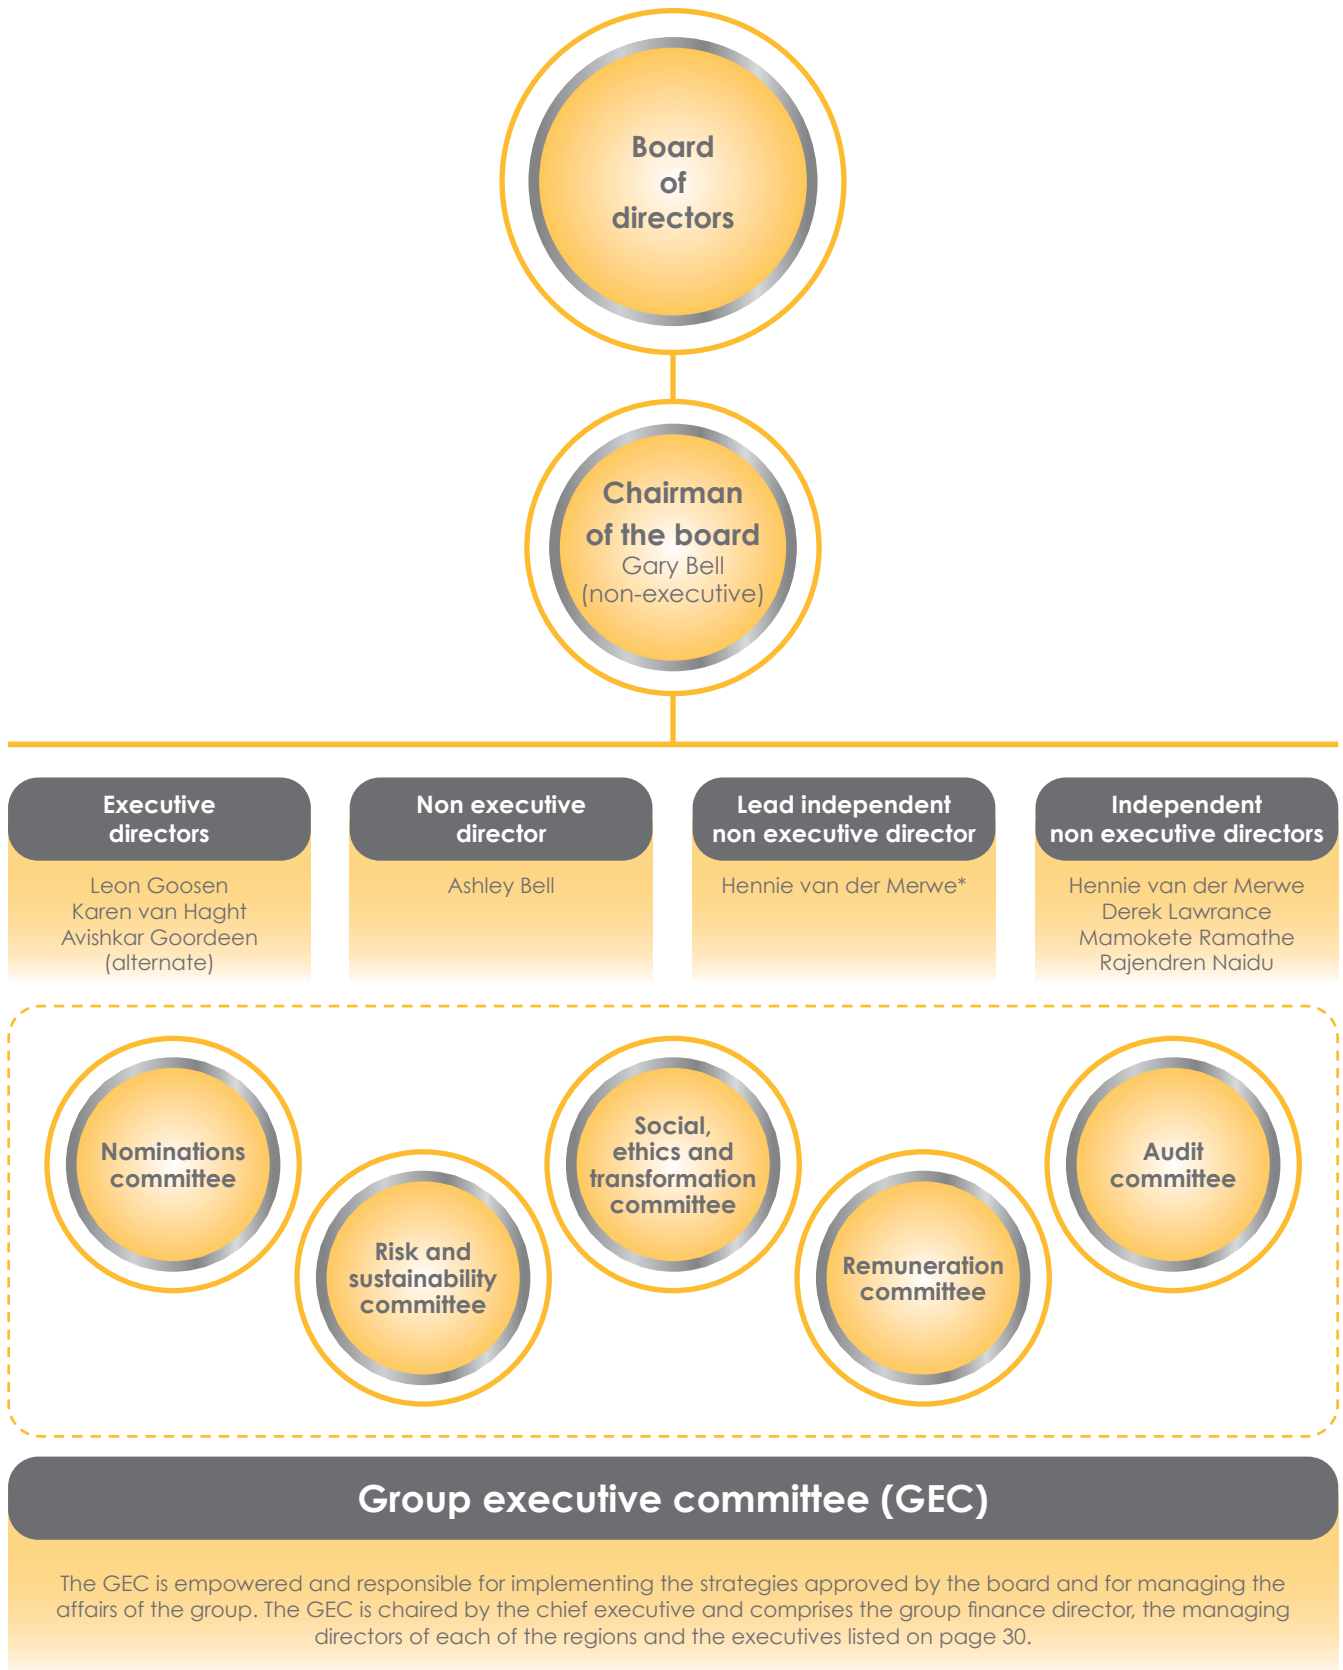 Board
of
directors
Chairman
of the board
Gary Bell
(non-executive)
Executive
directors
Leon Goosen
Karen van Haght
Avishkar Goordeen
(alternate)
Non executive
director
Ashley Bell
Lead independent
non executive director
Hennie van der Merwe*
Independent
non executive directors
Hennie van der Merwe
Derek Lawrance
Mamokete Ramathe
Rajendren Naidu
Nominations
committee
Risk and
sustainability
committee
Social,
ethics and
transformation
committee
Remuneration
committee
Audit
committee
Group executive committee (GEC)
The GEC is empowered and responsible for implementing the strategies approved by the board and for managing the
affairs of the group. The GEC is chaired by the chief executive and comprises the group finance director, the managing
directors of each of the regions and the executives listed on page 30.